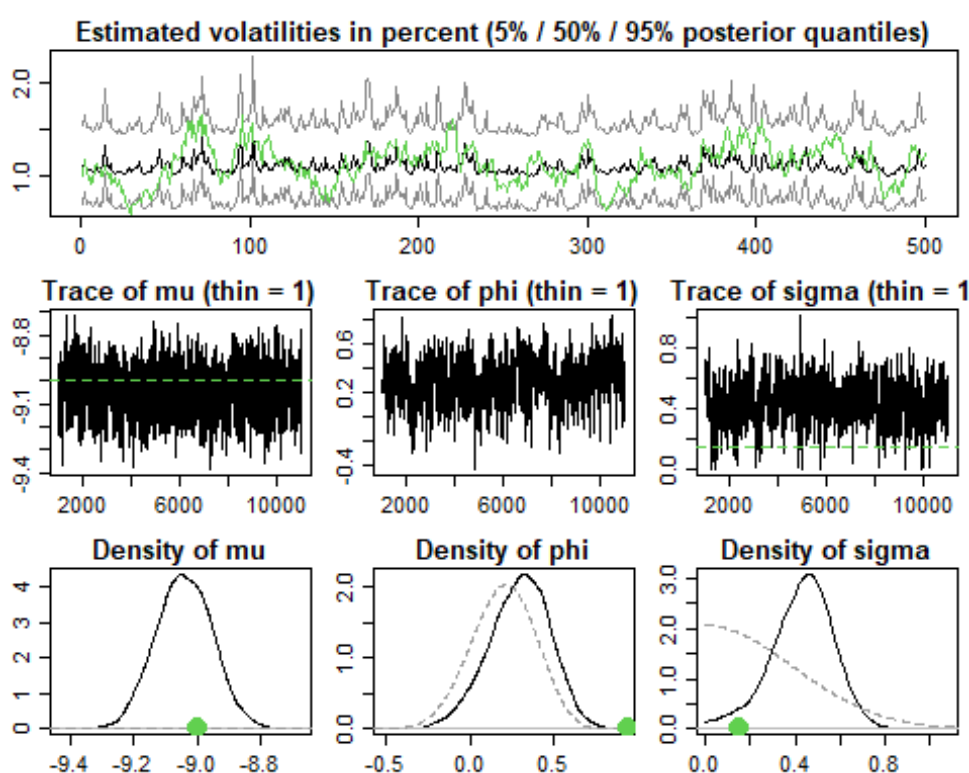 Estimated volatilities in percent (5% / 50% / 95% posterior quantiles)
2.0
1.0
0 100 200 300 400 500
Trace of mu (thin = 1) Trace of phi (thin = 1) Trace of sigma (thin = 1
-8.8 0.6 0.8
-9.1 0.2 0.4
-9.4 -0.4 0.0
2000 6000 10000 2000 6000 10000 2000 6000 10000
Density of mu Density of phi Density of sigma
4 2.0 3.0
3 2.0
2 1.0 1.0
1
0 0.0 0.0
-9.4 -9.2 -9.0 -8.8 -0.5 0.0 0.5 0.0 0.4 0.8